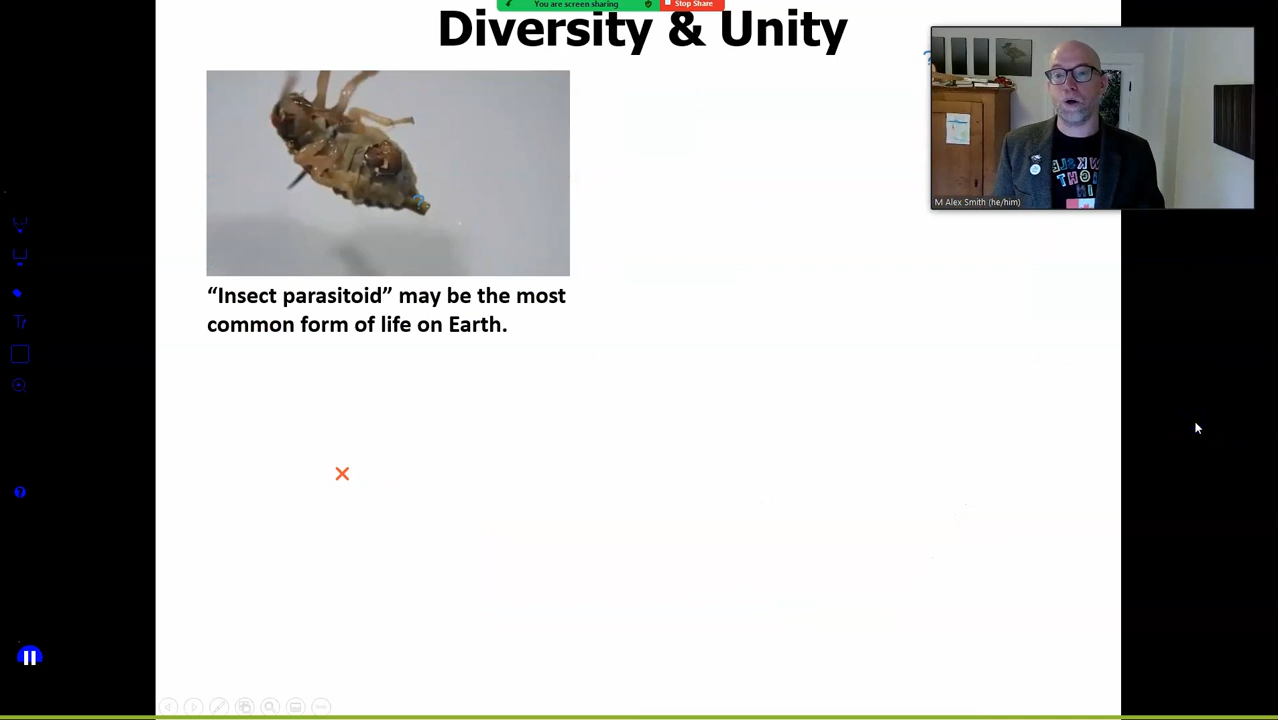 You are screen sharing
Stop Share
Diversity & Unity
M Alex Smith (he/him)
“Insect parasitoid” may be the most
common form of life on Earth.